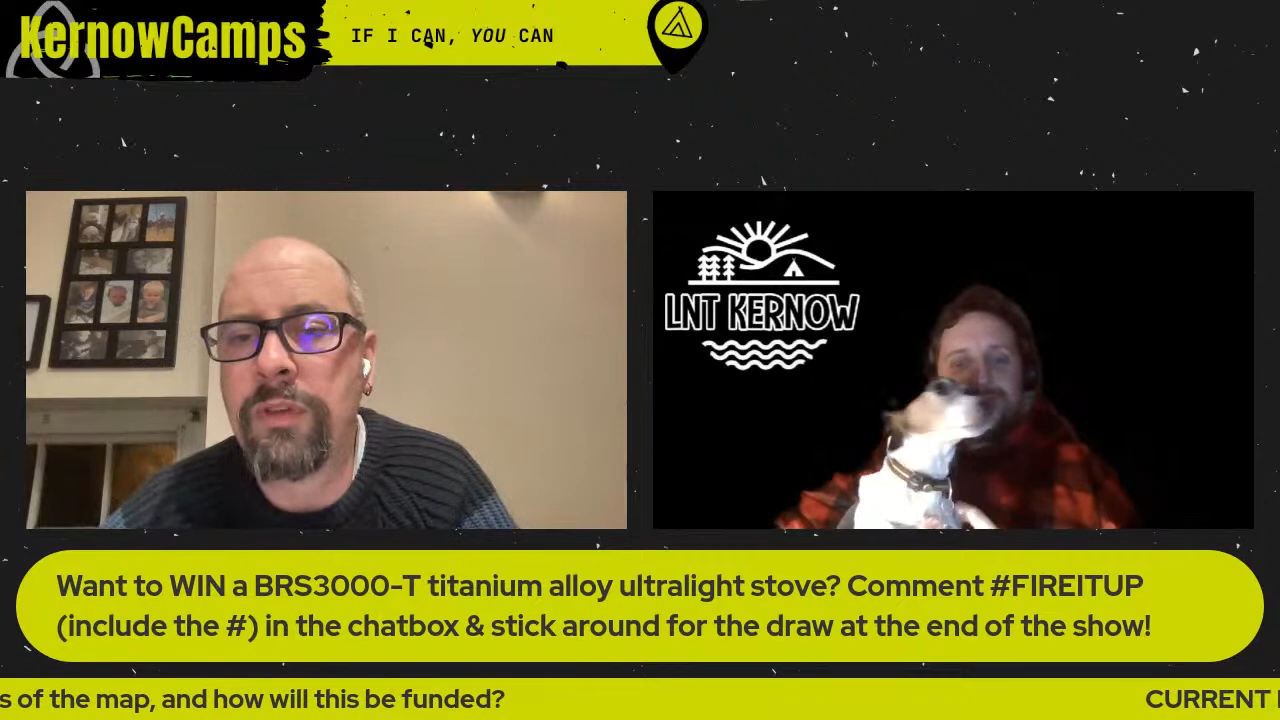 KernowCamps
IF I CAN, YOU CAN
LNT KERNOW
Want to WIN a BRS3000-T titanium alloy ultralight stove? Comment #FIREITUP
(include the #) in the chatbox & stick around for the draw at the end of the show!
s of the map, and how will this be funded?
CURRENT